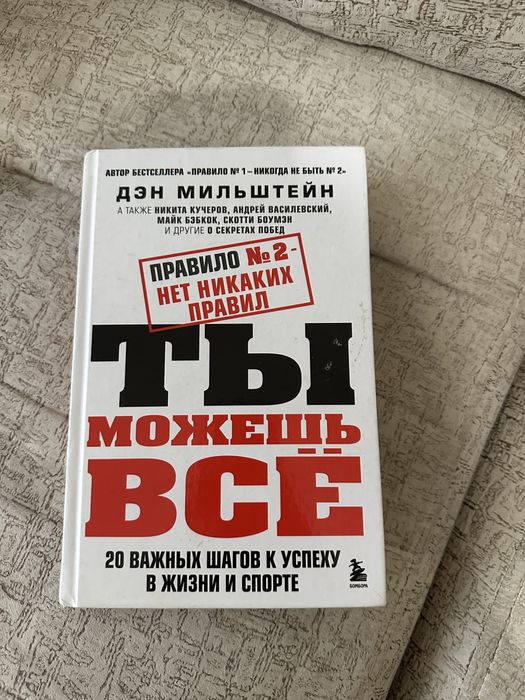 АВТОР БЕСТСЕЛЛЕРА «ПРАВИЛО № 1 – НИКОГДА НЕ БЫТЬ № 2»
ДЭН МИЛЬШТЕЙН
А ТАКЖЕ НИКИТА КУЧЕРОВ, АНДРЕЙ ВАСИЛЕВСКИЙ,
МАЙК БЭБКОК, СКОТТИ БОУМЭН
И ДРУГИЕ О СЕКРЕТАХ ПОБЕД
ПРАВИЛО № 2 -
НЕТ НИКАКИХ
ПРАВИЛ
ТЫ
МОЖЕШЬ
ВСЁ
20 ВАЖНЫХ ШАГОВ К УСПЕХУ
В ЖИЗНИ И СПОРТЕ
БОМБОРА